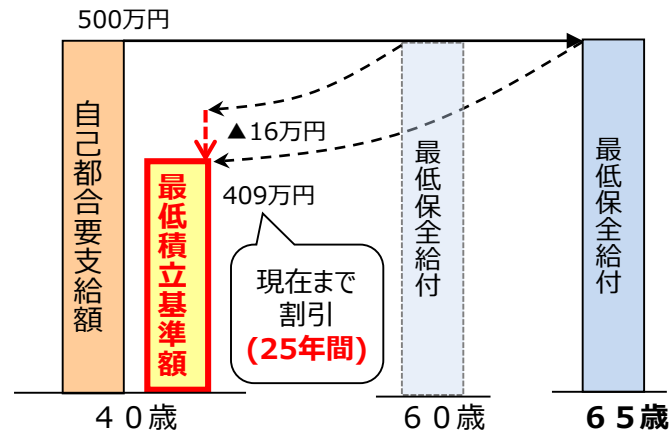 500万円
自己都合要支給額
最低積立基準額
▲16万円
409万円
現在まで
割引
(25年間)
最低保全給付
最低保全給付
４０歳
６０歳
６５歳